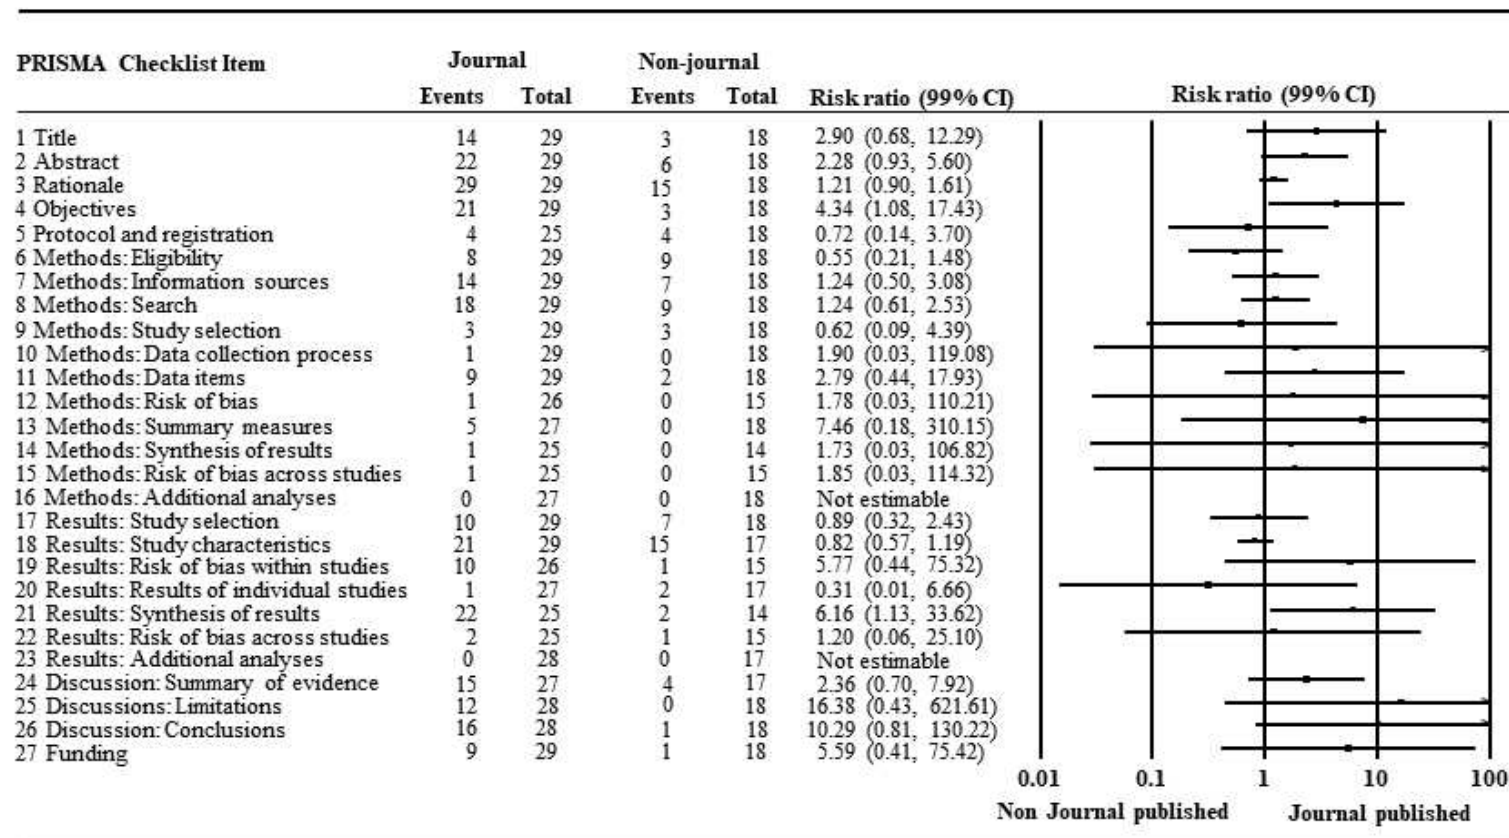 PRISMA Checklist Item Journal Non-journal
Events Total Events Total Risk ratio (99% CI) Risk ratio (99% CI)
1 Title 14 29 3 18 2.90 (0.68, 12.29)
2 Abstract 22 29 6 18 2.28 (0.93, 5.60)
3 Rationale 29 29 15 18 1.21 (0.90, 1.61)
4 Objectives 21 29 3 18 4.34 (1.08, 17.43)
5 Protocol and registration 4 25 4 18 0.72 (0.14, 3.70)
6 Methods: Eligibility 8 29 9 18 0.55 (0.21, 1.48)
7 Methods: Information sources 14 29 7 18 1.24 (0.50, 3.08)
8 Methods: Search 18 29 9 18 1.24 (0.61, 2.53)
9 Methods: Study selection 3 29 3 18 0.62 (0.09, 4.39)
10 Methods: Data collection process 1 29 0 18 1.90 (0.03, 119.08)
11 Methods: Data items 9 29 2 18 2.79 (0.44, 17.93)
12 Methods: Risk of bias 1 26 0 15 1.78 (0.03, 110.21)
13 Methods: Summary measures 5 27 0 18 7.46 (0.18, 310.15)
14 Methods: Synthesis of results 1 25 0 14 1.73 (0.03, 106.82)
15 Methods: Risk of bias across studies 1 25 0 15 1.85 (0.03, 114.32)
16 Methods: Additional analyses 0 27 0 18 Not estimable
17 Results: Study selection 10 29 7 18 0.89 (0.32, 2.43)
18 Results: Study characteristics 21 29 15 17 0.82 (0.57, 1.19)
19 Results: Risk of bias within studies 10 26 1 15 5.77 (0.44, 75.32)
20 Results: Results of individual studies 1 27 2 17 0.31 (0.01, 6.66)
21 Results: Synthesis of results 22 25 2 14 6.16 (1.13, 33.62)
22 Results: Risk of bias across studies 2 25 1 15 1.20 (0.06, 25.10)
23 Results: Additional analyses 0 28 0 17 Not estimable
24 Discussion: Summary of evidence 15 27 4 17 2.36 (0.70, 7.92)
25 Discussions: Limitations 12 28 0 18 16.38 (0.43, 621.61)
26 Discussion: Conclusions 16 28 1 18 10.29 (0.81, 130.22)
27 Funding 9 29 1 18 5.59 (0.41, 75.42)
0.01 0.1 1 10 100
Non Journal published Journal published